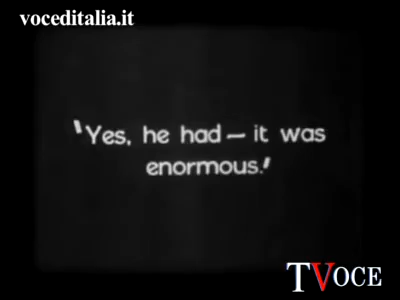 voceditalia.it
'Yes, he had — it was
enormous.'
TVOCE